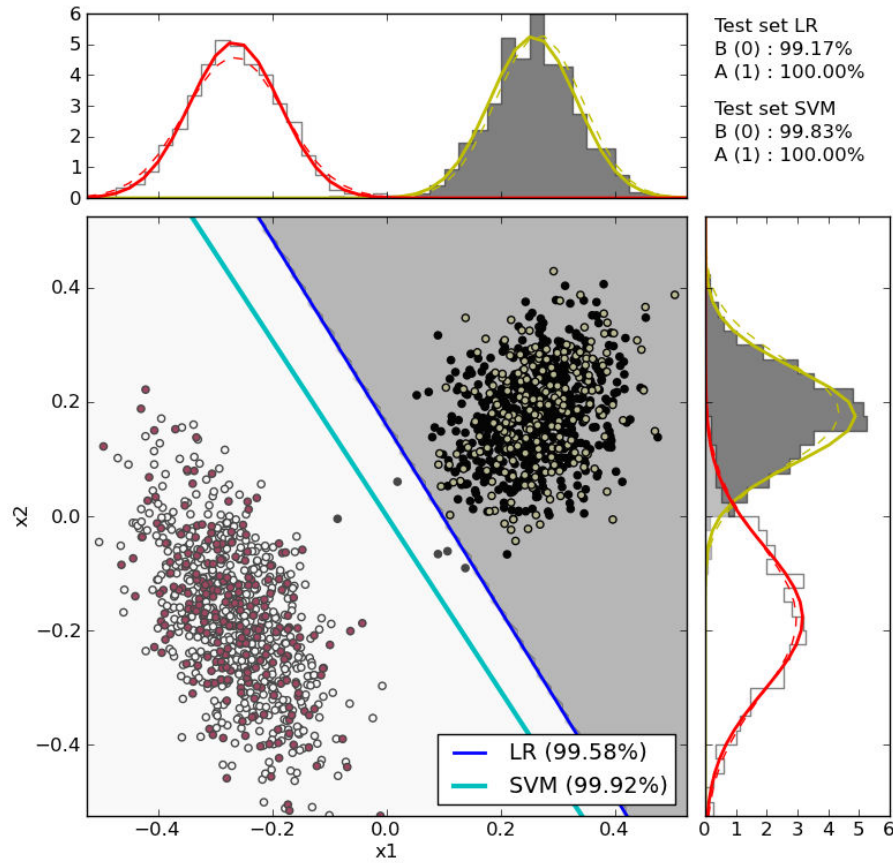 6
5
4
3
2
1
0
Test set LR
B (0) : 99.17%
A (1) : 100.00%
Test set SVM
B (0) : 99.83%
A (1) : 100.00%
0.4
0.2
0.0
−0.2
−0.4
x2
LR (99.58%)
SVM (99.92%)
−0.4 −0.2 0.0 0.2 0.4
x1
0 1 2 3 4 5 6